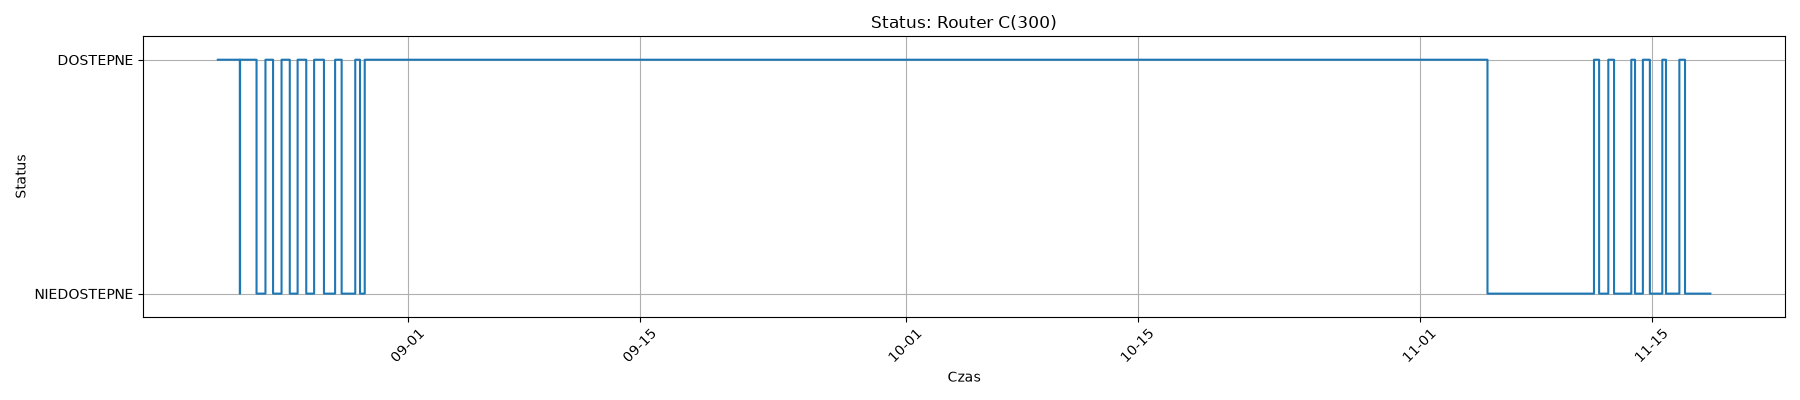 Status: Router C(300)
DOSTEPNE
Status
NIEDOSTEPNE
09-01
09-15
10-01
10-15
11-01
11-15
Czas